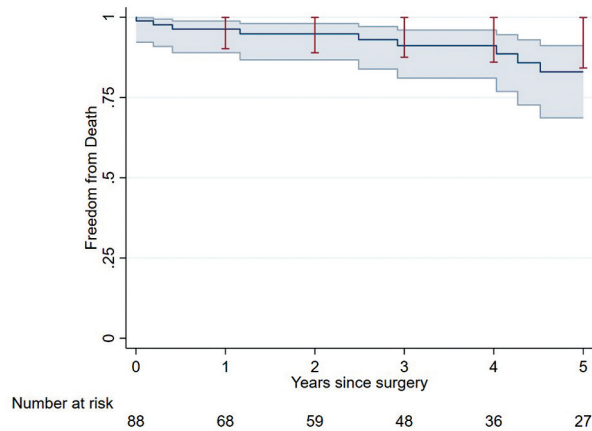 Freedom from Death
1
.75
.5
.25
0
0 1 2 3 4 5
Years since surgery
Number at risk
88 68 59 48 36 27